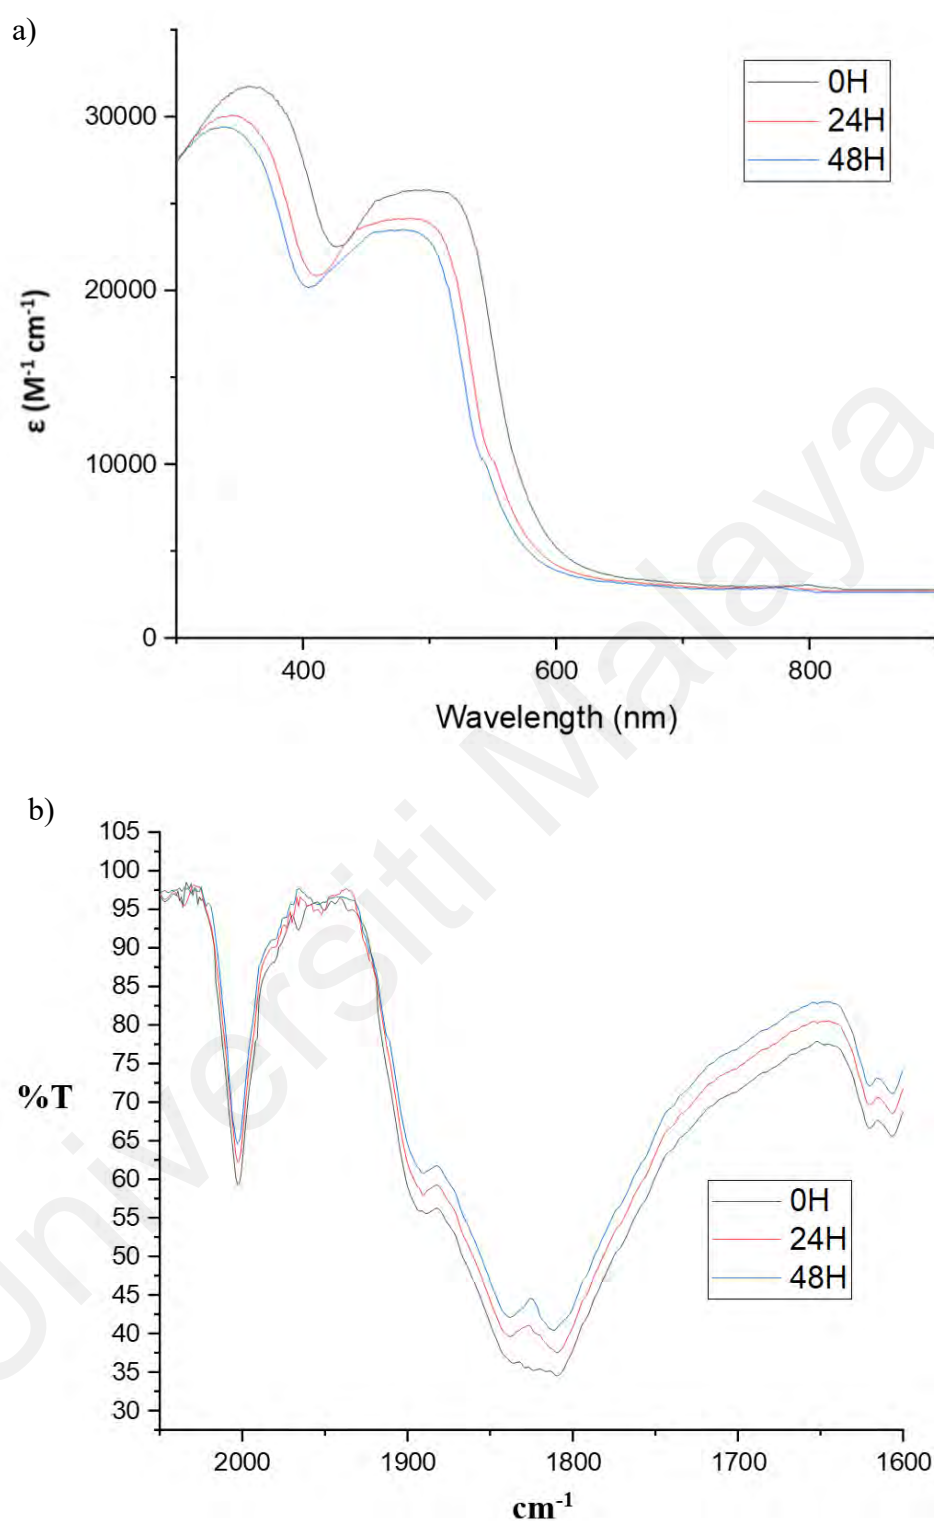 a)
0H
24H
48H
30000
20000
10000
0
ε (M⁻¹ cm⁻¹)
400
600
800
Wavelength (nm)
b)
105
100
95
90
85
80
75
70
65
60
55
50
45
40
35
30
%T
0H
24H
48H
2000
1900
1800
1700
1600
cm⁻¹
Universiti Malaya